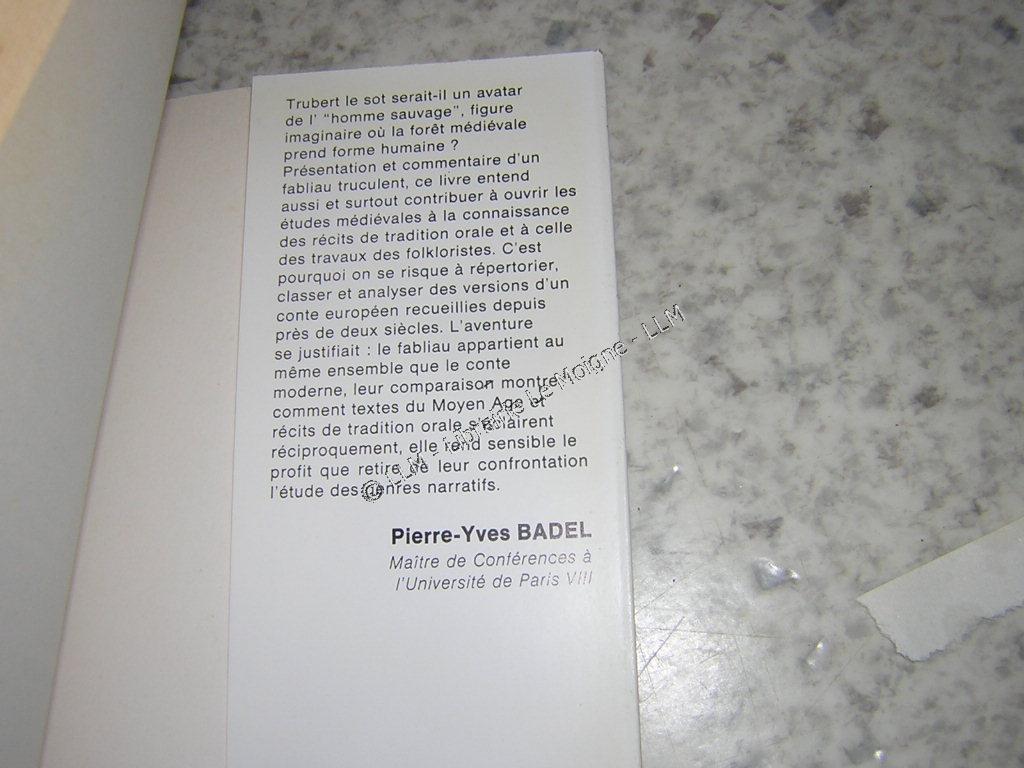 Trubert le sot serait-il un avatar
de l' "homme sauvage", figure
imaginaire où la forêt médiévale
prend forme humaine ?
Présentation et commentaire d'un
fabliau truculent, ce livre entend
aussi et surtout contribuer à ouvrir les
études médiévales à la connaissance
des récits de tradition orale et à celle
des travaux des folkloristes. C'est
pourquoi on se risque à répertorier,
classer et analyser des versions d'un
conte européen recueillies depuis
près de deux siècles. L'aventure
se justifiait : le fabliau appartient au
même ensemble que le conte
moderne, leur comparaison montre
comment textes du Moyen Age et
récits de tradition orale s'éclairent
réciproquement, elle rend sensible le
profit que retire de leur confrontation
l'étude des genres narratifs.
Pierre-Yves BADEL
Maître de Conférences à
l'Université de Paris VIII
© LLM - Librairie Le Moigne - LLM